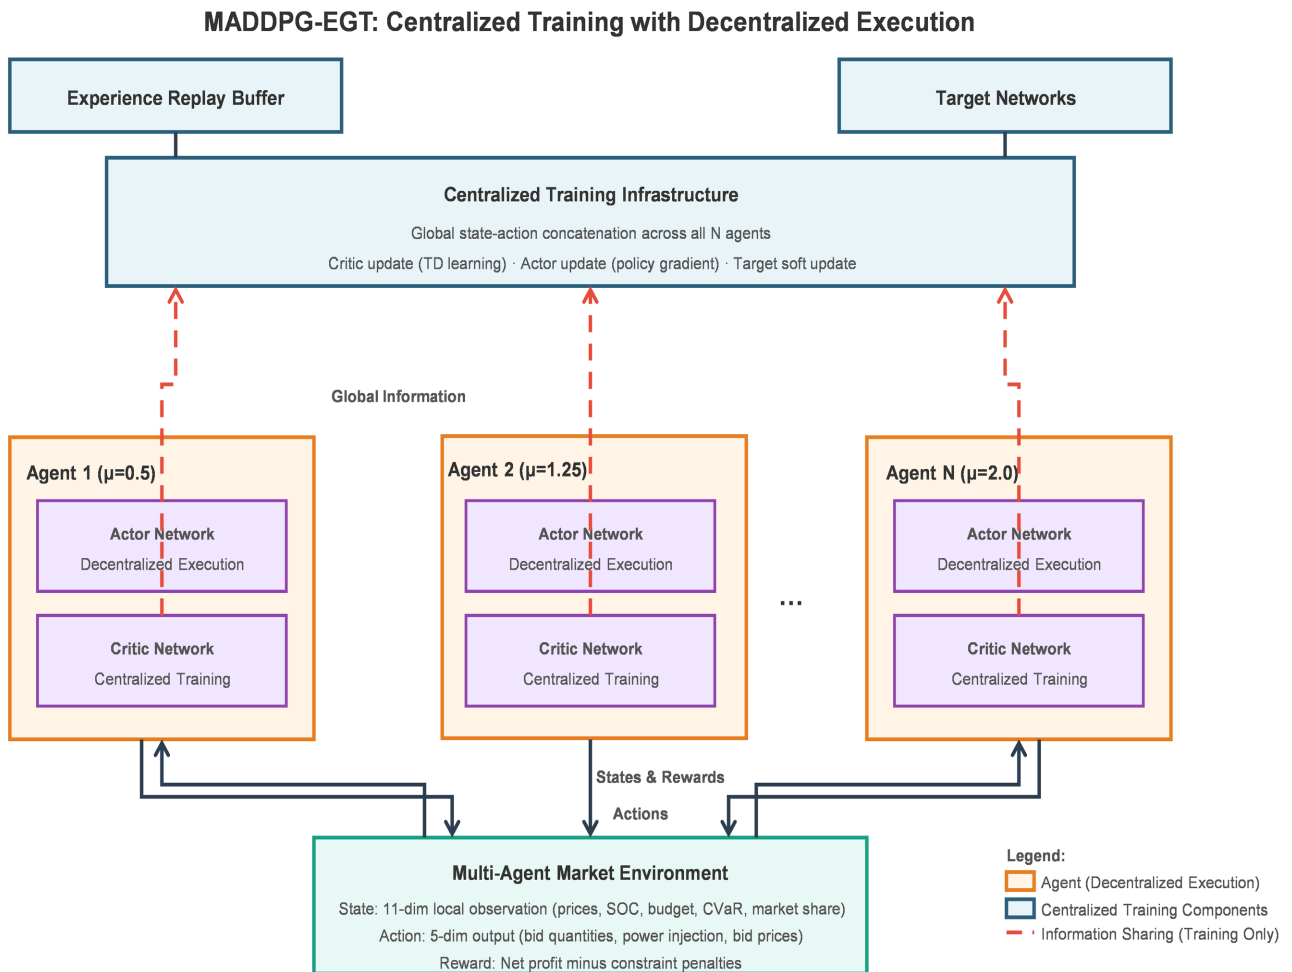 MADDPG-EGT: Centralized Training with Decentralized Execution
Experience Replay Buffer
Target Networks
Centralized Training Infrastructure
Global state-action concatenation across all N agents
Critic update (TD learning) · Actor update (policy gradient) · Target soft update
Global Information
Agent 1 (μ=0.5)
Actor Network
Decentralized Execution
Critic Network
Centralized Training
Agent 2 (μ=1.25)
Actor Network
Decentralized Execution
Critic Network
Centralized Training
...
Agent N (μ=2.0)
Actor Network
Decentralized Execution
Critic Network
Centralized Training
States & Rewards
Actions
Multi-Agent Market Environment
State: 11-dim local observation (prices, SOC, budget, CVaR, market share)
Action: 5-dim output (bid quantities, power injection, bid prices)
Reward: Net profit minus constraint penalties
Legend:
Agent (Decentralized Execution)
Centralized Training Components
Information Sharing (Training Only)